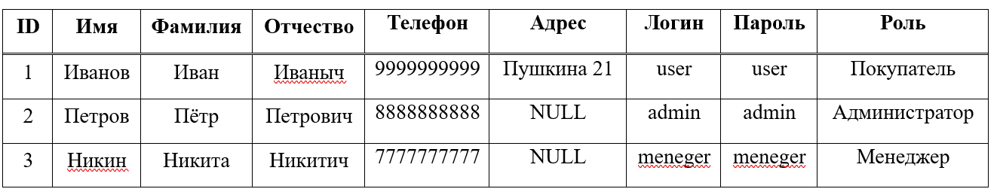 ID Имя Фамилия Отчество Телефон Адрес Логин Пароль Роль
1 Иванов Иван Иваныч 9999999999 Пушкина 21 user user Покупатель
2 Петров Пётр Петрович 8888888888 NULL admin admin Администратор
3 Никин Никита Никитич 7777777777 NULL meneger meneger Менеджер